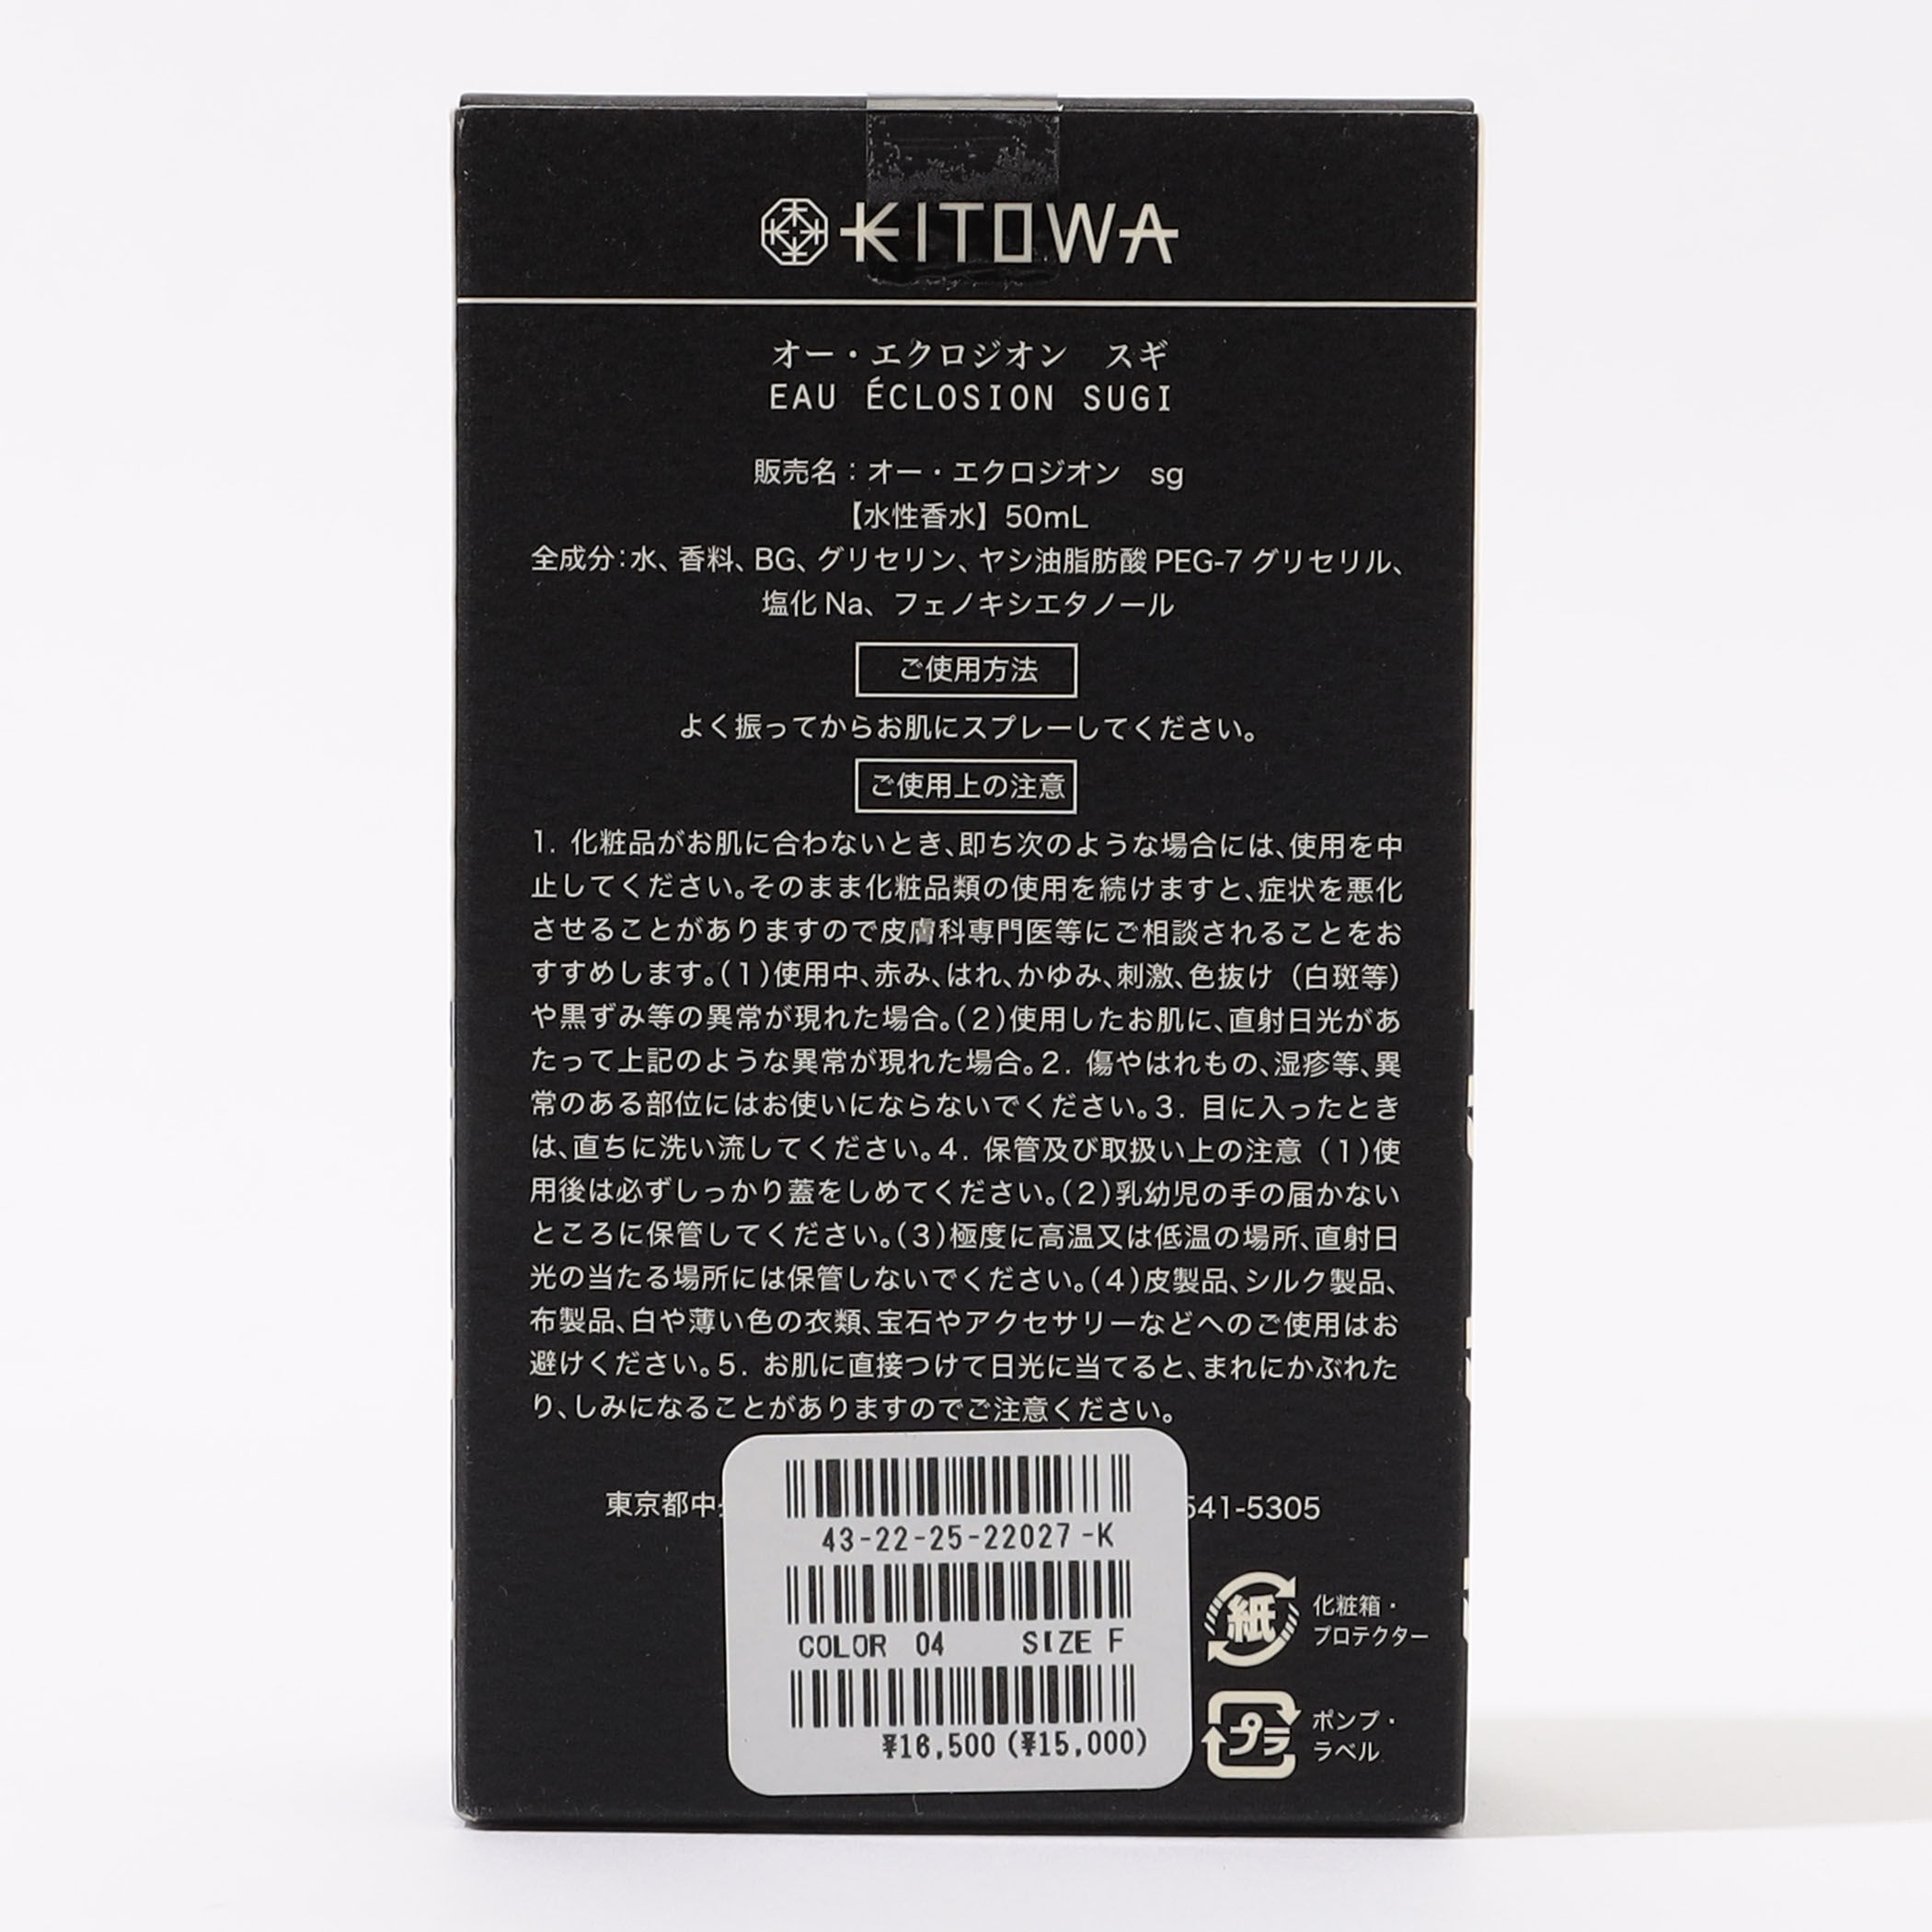 KITOWA
オー・エクロジオン　スギ
EAU ÉCLOSION SUGI
販売名：オー・エクロジオン　sg
【水性香水】50mL
全成分：水、香料、BG、グリセリン、ヤシ油脂肪酸 PEG-7 グリセリル、
塩化 Na、フェノキシエタノール
ご使用方法
よく振ってからお肌にスプレーしてください。
ご使用上の注意
1. 化粧品がお肌に合わないとき、即ち次のような場合には、使用を中
止してください。そのまま化粧品類の使用を続けますと、症状を悪化
させることがありますので皮膚科専門医等にご相談されることをお
すすめします。(1)使用中、赤み、はれ、かゆみ、刺激、色抜け（白斑等）
や黒ずみ等の異常が現れた場合。(2)使用したお肌に、直射日光があ
たって上記のような異常が現れた場合。2. 傷やはれもの、湿疹等、異
常のある部位にはお使いにならないでください。3. 目に入ったとき
は、直ちに洗い流してください。4. 保管及び取扱い上の注意（1)使
用後は必ずしっかり蓋をしめてください。(2)乳幼児の手の届かない
ところに保管してください。(3)極度に高温又は低温の場所、直射日
光の当たる場所には保管しないでください。(4)皮製品、シルク製品、
布製品、白や薄い色の衣類、宝石やアクセサリーなどへのご使用はお
避けください。5. お肌に直接つけて日光に当てると、まれにかぶれた
り、しみになることがありますのでご注意ください。
東京都中 541-5305
43-22-25-22027-K
COLOR 04 SIZE F
¥16,500 (¥15,000)
紙 化粧箱・
プロテクター
プラ ポンプ・
ラベル